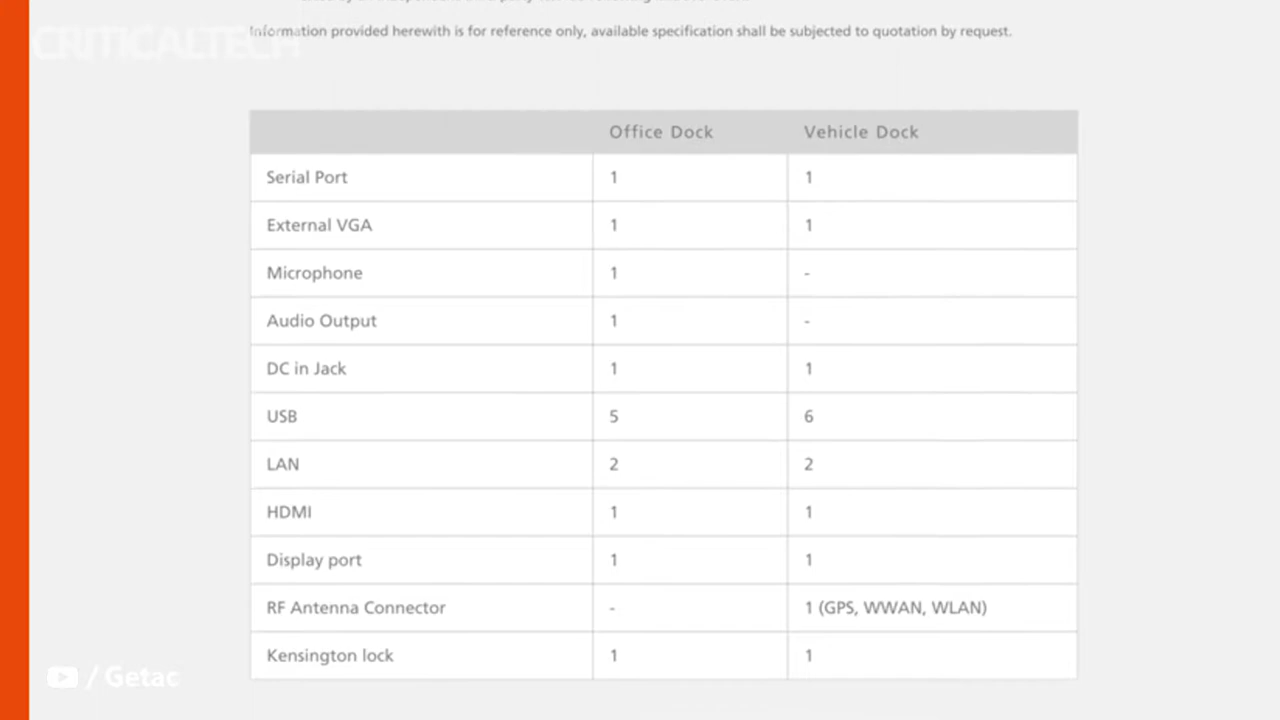 CRITICALTECH
Information provided herewith is for reference only, available specification shall be subjected to quotation by request.
Office Dock Vehicle Dock
Serial Port 1 1
External VGA 1 1
Microphone 1 -
Audio Output 1 -
DC in Jack 1 1
USB 5 6
LAN 2 2
HDMI 1 1
Display port 1 1
RF Antenna Connector - 1 (GPS, WWAN, WLAN)
Kensington lock 1 1
/ Getac